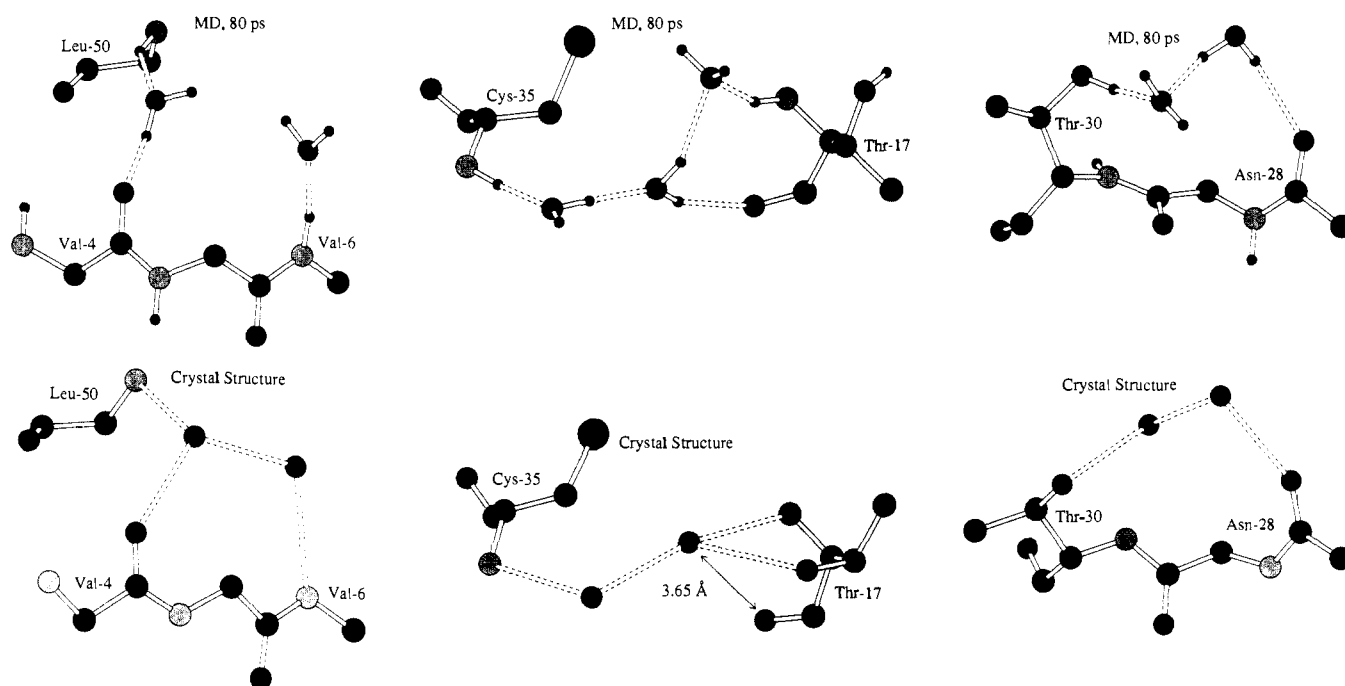 MD, 80 ps
Leu-50
Val-4
Val-6
MD, 80 ps
Cys-35
Thr-17
MD, 80 ps
Thr-30
Asn-28
Crystal Structure
Leu-50
Val-4
Val-6
Crystal Structure
Cys-35
3.65 Å
Thr-17
Crystal Structure
Thr-30
Asn-28